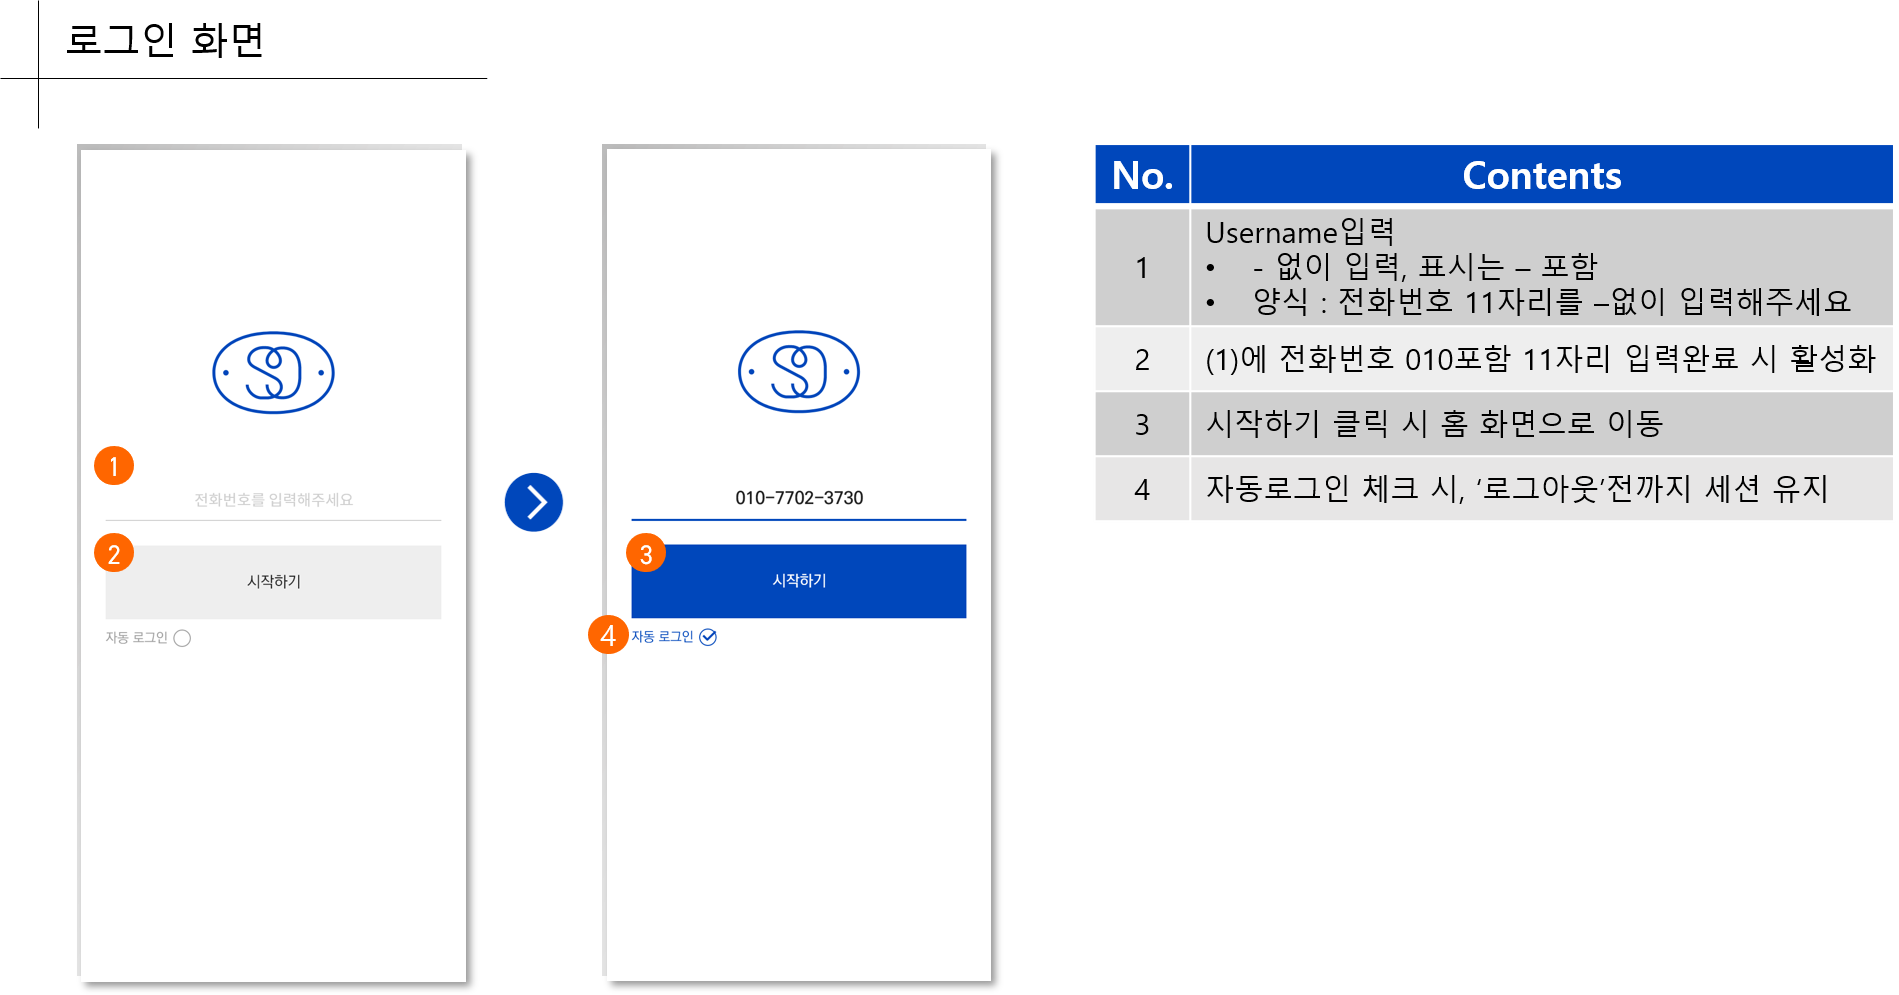 로그인 화면
1
전화번호를 입력해주세요
2
시작하기
자동 로그인
010-7702-3730
3
시작하기
4
자동 로그인
No. Contents
1
Username입력
• - 없이 입력, 표시는 – 포함
• 양식 : 전화번호 11자리를 –없이 입력해주세요
2 (1)에 전화번호 010포함 11자리 입력완료 시 활성화
3 시작하기 클릭 시 홈 화면으로 이동
4 자동로그인 체크 시, ‘로그아웃’전까지 세션 유지